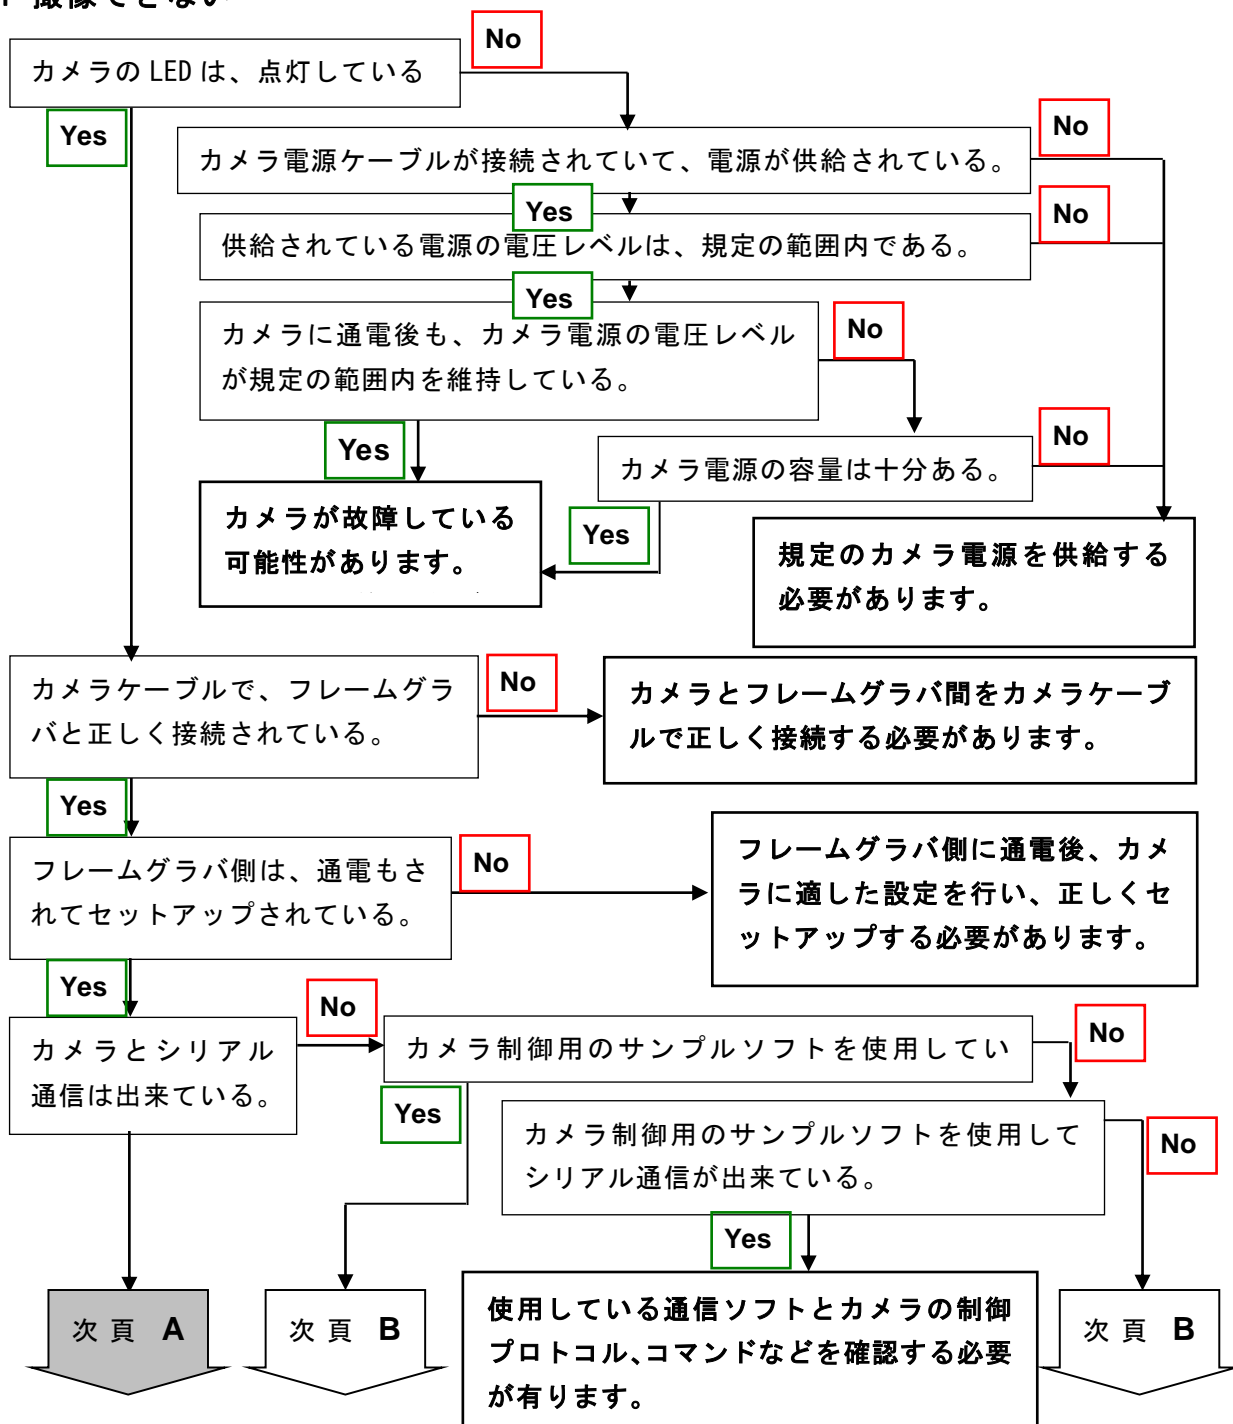 撮像できない
No
カメラの LED は、点灯している
Yes
No
カメラ電源ケーブルが接続されていて、電源が供給されている。
Yes
No
供給されている電源の電圧レベルは、規定の範囲内である。
Yes
カメラに通電後も、カメラ電源の電圧レベル
が規定の範囲内を維持している。
No
Yes
No
カメラ電源の容量は十分ある。
カメラが故障している
可能性があります。
Yes
規定のカメラ電源を供給する
必要があります。
カメラケーブルで、フレームグラ
バと正しく接続されている。
No
カメラとフレームグラバ間をカメラケーブ
ルで正しく接続する必要があります。
Yes
フレームグラバ側は、通電もさ
れてセットアップされている。
No
フレームグラバ側に通電後、カメ
ラに適した設定を行い、正しくセ
ットアップする必要があります。
Yes
No
カメラとシリアル
通信は出来ている。
カメラ制御用のサンプルソフトを使用してい
No
Yes
カメラ制御用のサンプルソフトを使用して
シリアル通信が出来ている。
No
Yes
次 頁 A
次 頁 B
使用している通信ソフトとカメラの制御
プロトコル、コマンドなどを確認する必要
が有ります。
次 頁 B